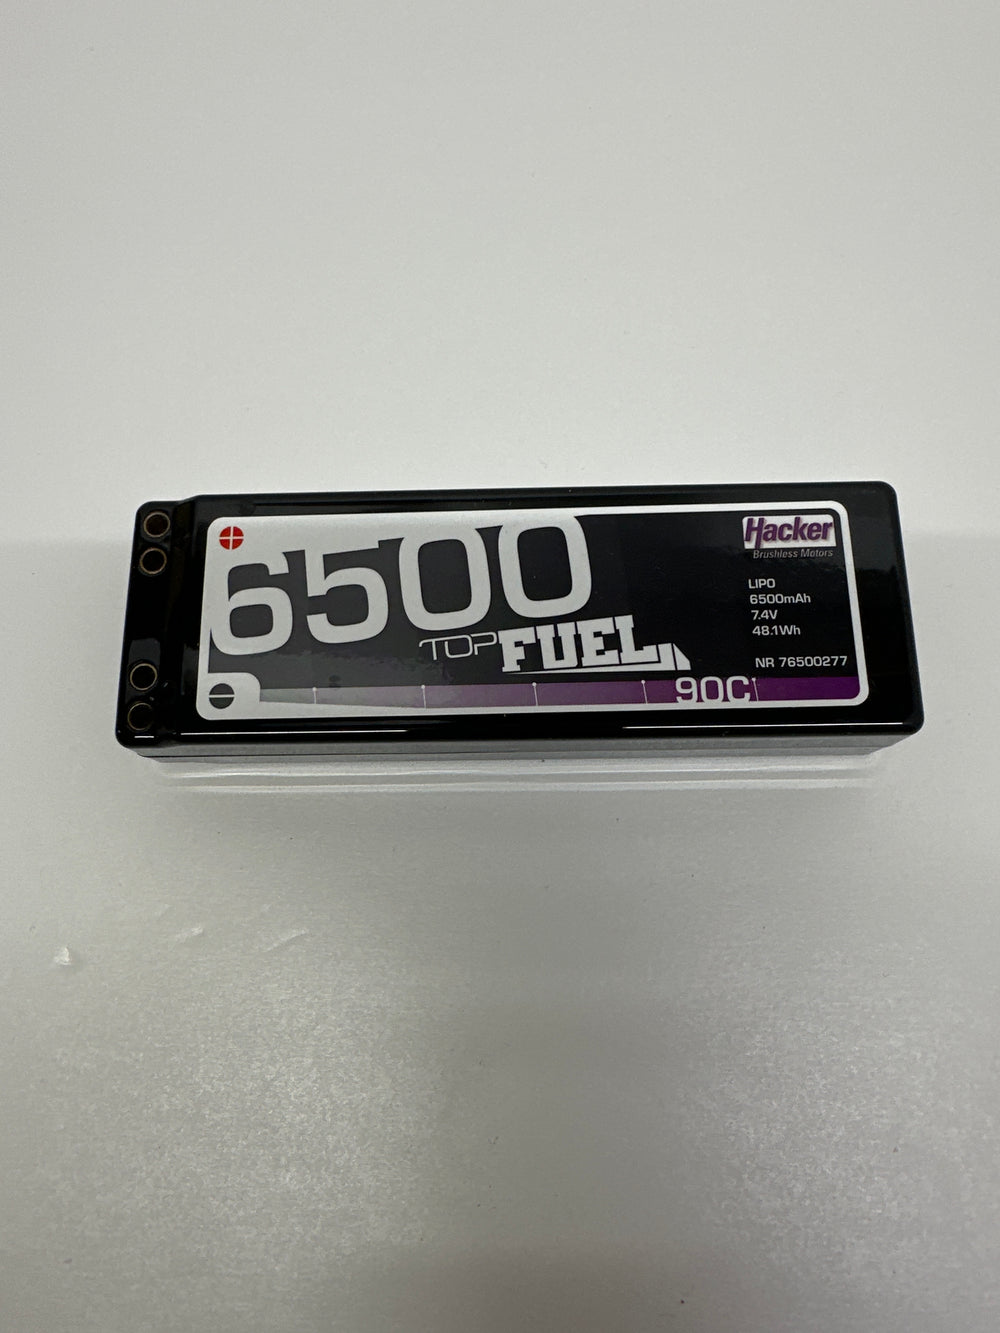 6500
TOP FUEL
90C
Hacker
Brushless Motors
LIPO
6500mAh
7.4V
48.1Wh
NR 76500277